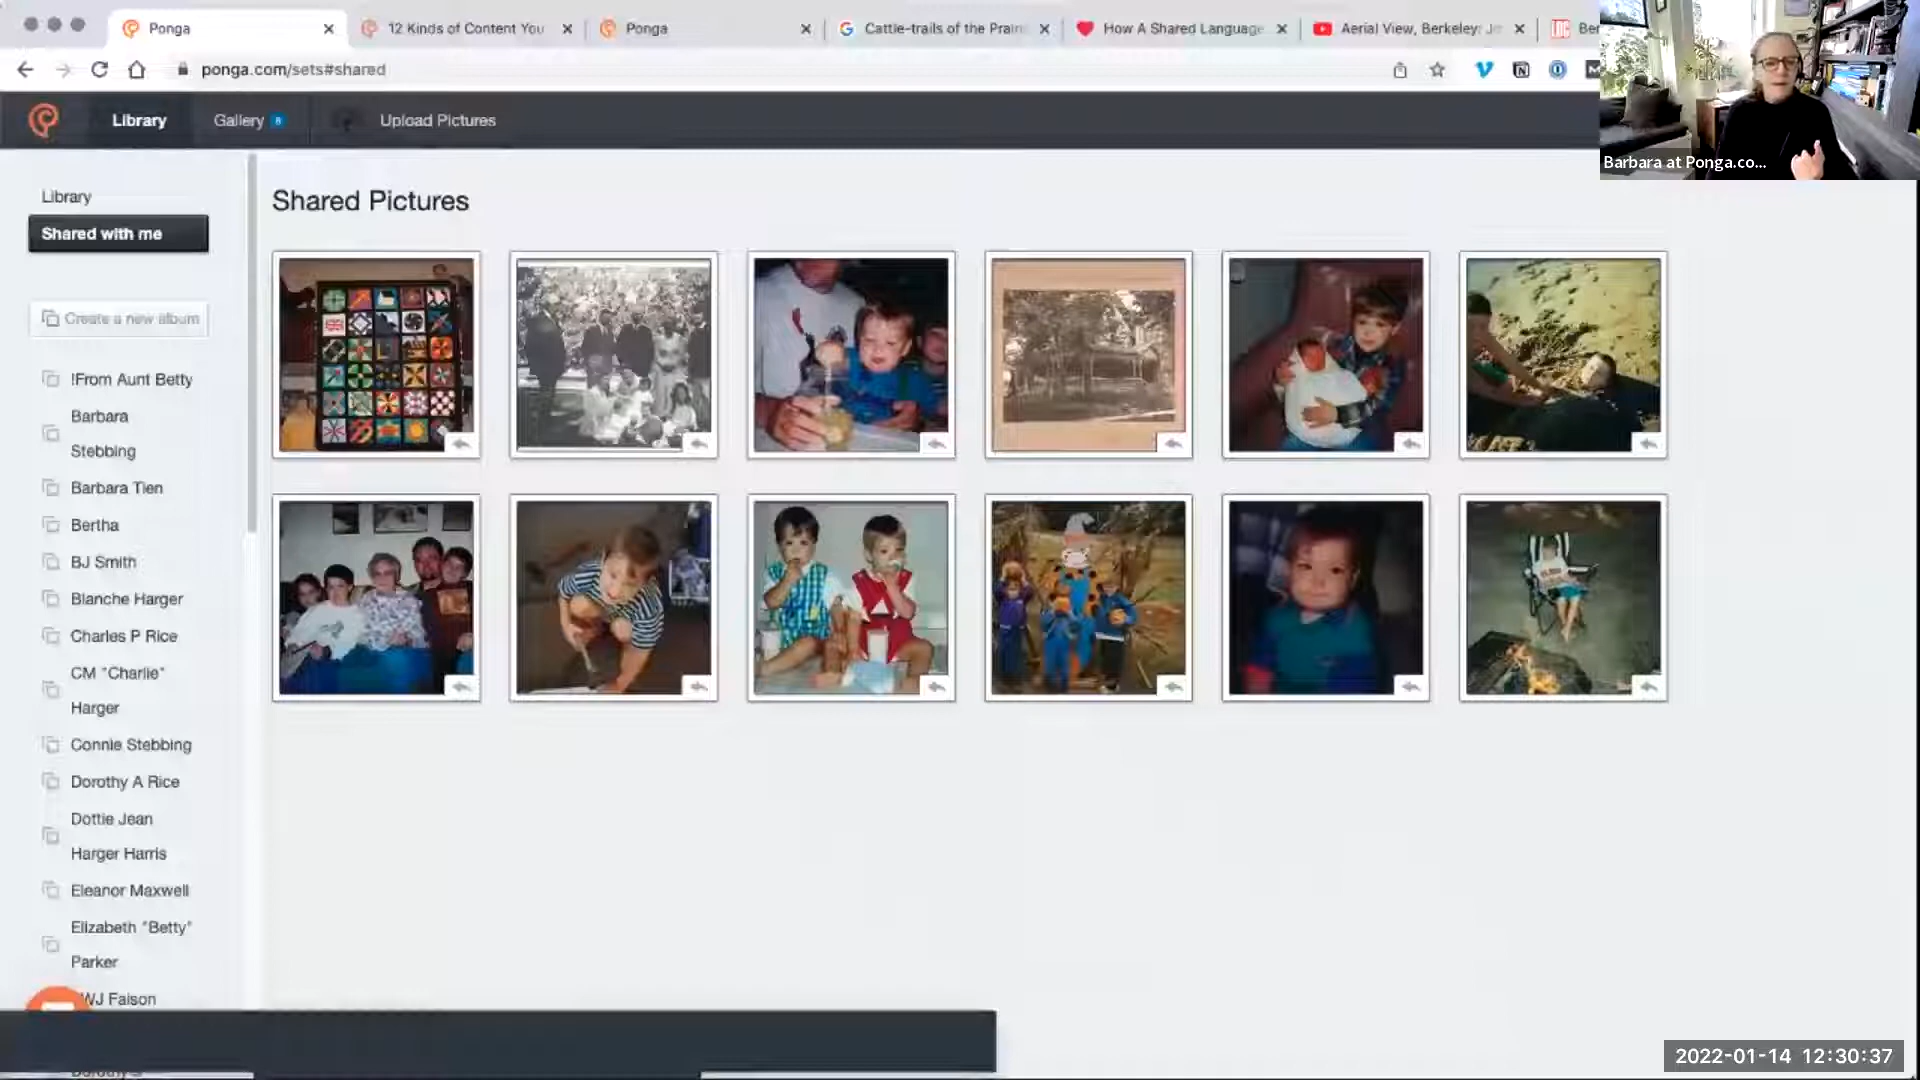 Ponga
12 Kinds of Content You
Ponga
Cattle-trails of the Prairi
How A Shared Language
Aerial View, Berkeley: Jo
Ber
ponga.com/sets#shared
Library
Gallery 8
Upload Pictures
Barbara at Ponga.co...
Library
Shared with me
Shared Pictures
Create a new album
!From Aunt Betty
Barbara
Stebbing
Barbara Tien
Bertha
BJ Smith
Blanche Harger
Charles P Rice
CM "Charlie"
Harger
Connie Stebbing
Dorothy A Rice
Dottie Jean
Harger Harris
Eleanor Maxwell
Elizabeth "Betty"
Parker
WJ Faison
2022-01-14 12:30:37